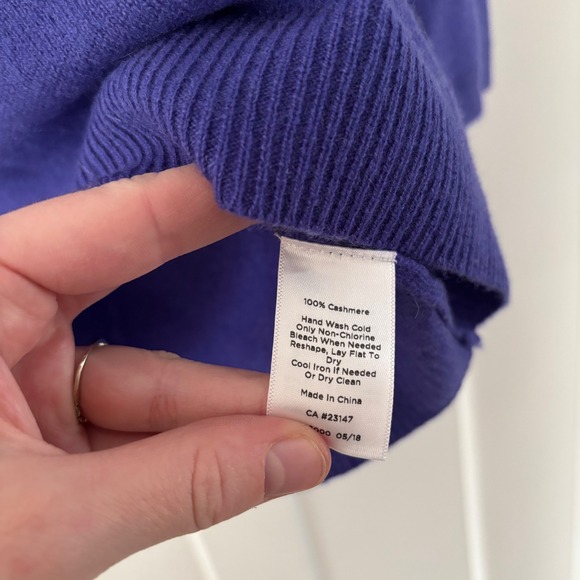 100% Cashmere
Hand Wash Cold
Only Non-Chlorine
Bleach When Needed
Reshape, Lay Flat To
Dry
Cool Iron If Needed
Or Dry Clean
Made In China
CA #23147
05/18